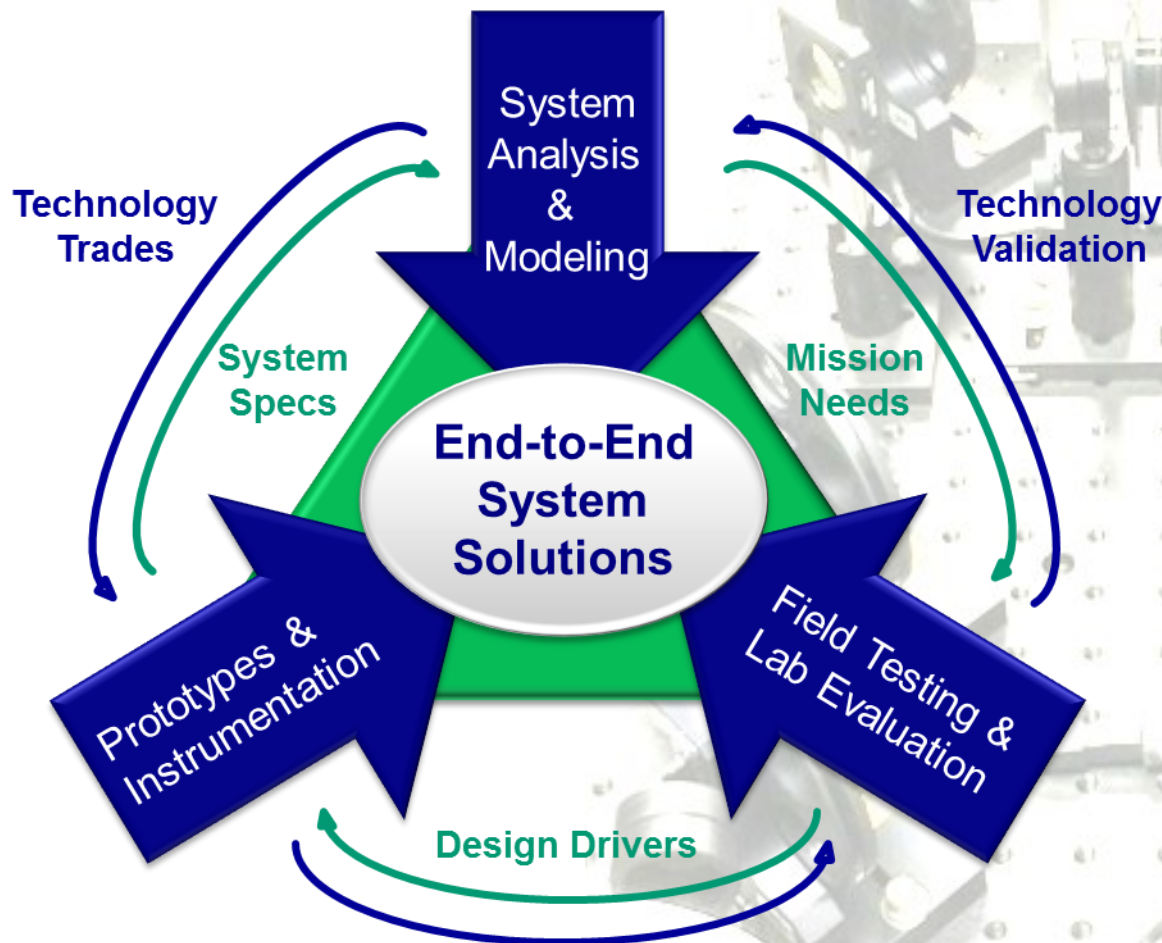 System
Analysis
&
Modeling
Technology
Trades
Technology
Validation
System
Specs
Mission
Needs
End-to-End
System
Solutions
Prototypes &
Instrumentation
Field Testing &
Lab Evaluation
Design Drivers